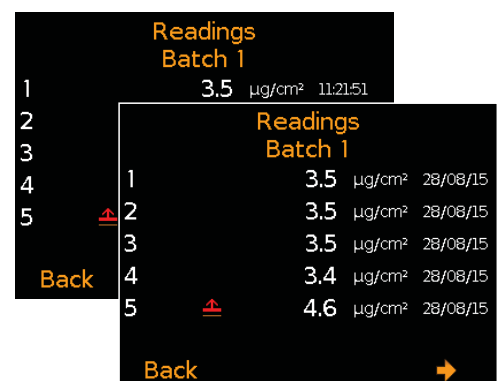 Readings
Batch 1
1 3.5 µg/cm² 11:21:51
2
3
4
5
Back
Readings
Batch 1
1 3.5 µg/cm² 28/08/15
2 3.5 µg/cm² 28/08/15
3 3.5 µg/cm² 28/08/15
4 3.4 µg/cm² 28/08/15
5 4.6 µg/cm² 28/08/15
Back